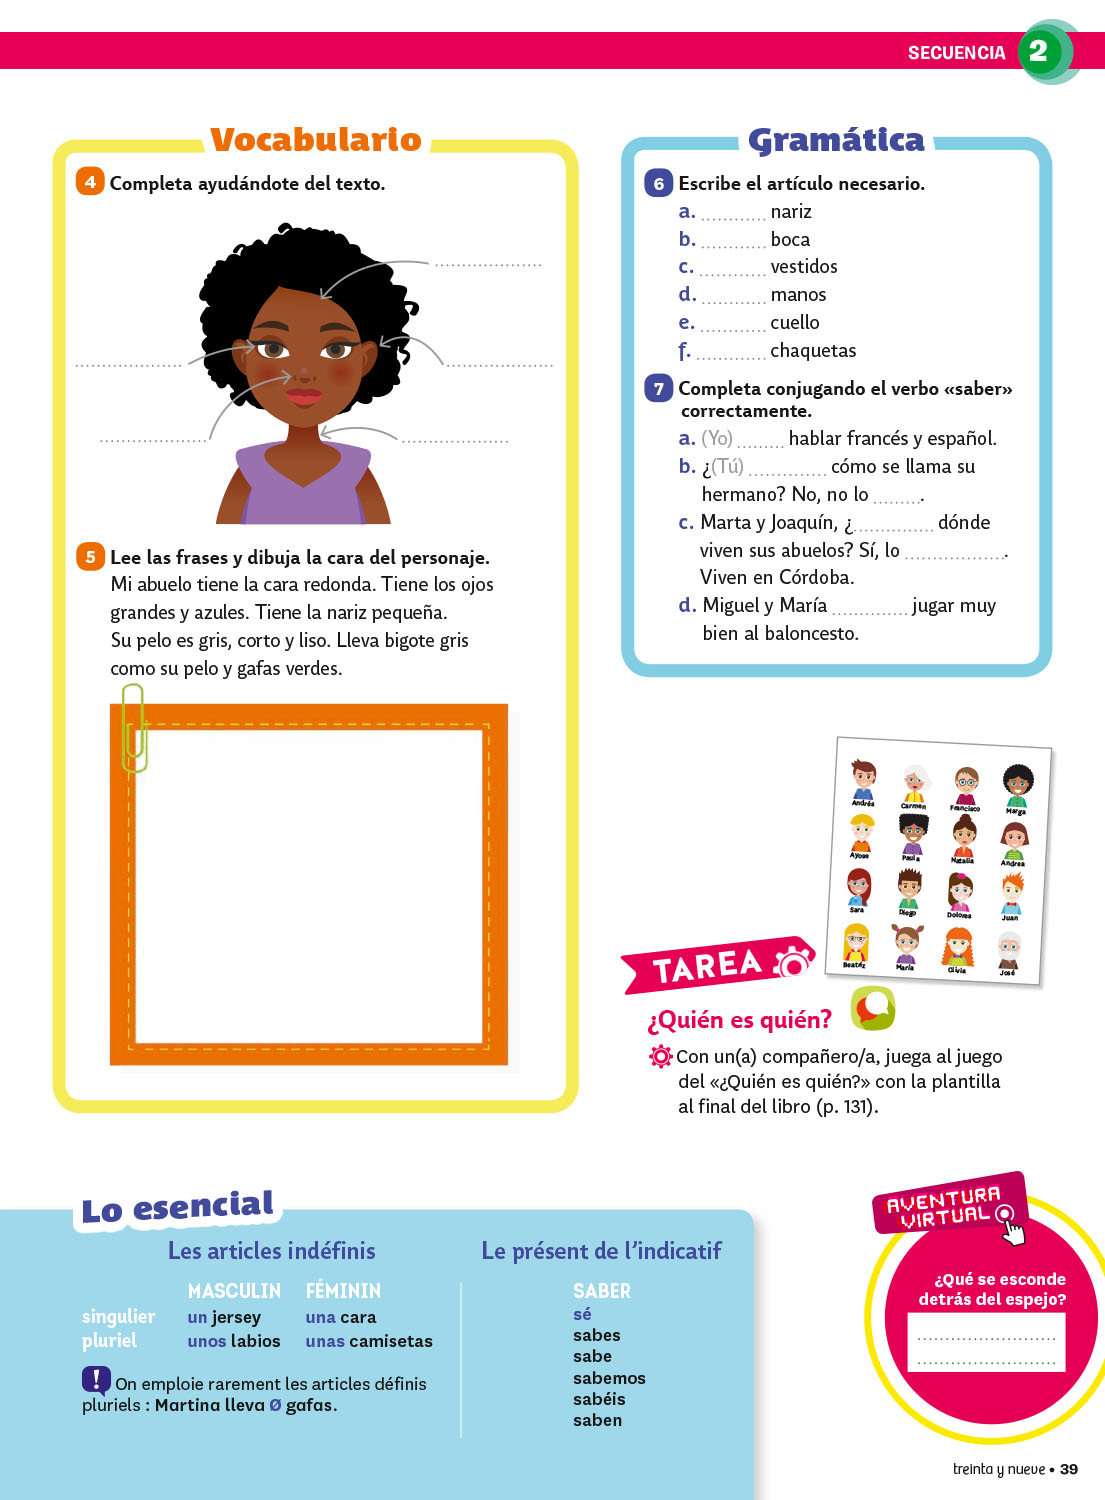 SECUENCIA 2
Vocabulario
4 Completa ayudándote del texto.
5 Lee las frases y dibuja la cara del personaje.
Mi abuelo tiene la cara redonda. Tiene los ojos
grandes y azules. Tiene la nariz pequeña.
Su pelo es gris, corto y liso. Lleva bigote gris
como su pelo y gafas verdes.
Gramática
6 Escribe el artículo necesario.
a. ............ nariz
b. ............ boca
c. ............ vestidos
d. ............ manos
e. ............ cuello
f. ............ chaquetas
7 Completa conjugando el verbo «saber»
correctamente.
a. (Yo) ........ hablar francés y español.
b. ¿(Tú) .............. cómo se llama su
hermano? No, no lo ........ .
c. Marta y Joaquín, ¿.............. dónde
viven sus abuelos? Sí, lo .................. .
Viven en Córdoba.
d. Miguel y María .............. jugar muy
bien al baloncesto.
Andrés Carmen Francisco Marga
Ayose Paula Natalia Andrea
Sara Diego Dolores Juan
Beatriz María Olivia José
TAREA
¿Quién es quién?
Con un(a) compañero/a, juega al juego
del «¿Quién es quién?» con la plantilla
al final del libro (p. 131).
Lo esencial
Les articles indéfinis
MASCULIN FÉMININ
singulier un jersey una cara
pluriel unos labios unas camisetas
! On emploie rarement les articles définis
pluriels : Martina lleva Ø gafas.
Le présent de l'indicatif
SABER
sé
sabes
sabe
sabemos
sabéis
saben
AVENTURA
VIRTUAL
¿Qué se esconde
detrás del espejo?
treinta y nueve • 39